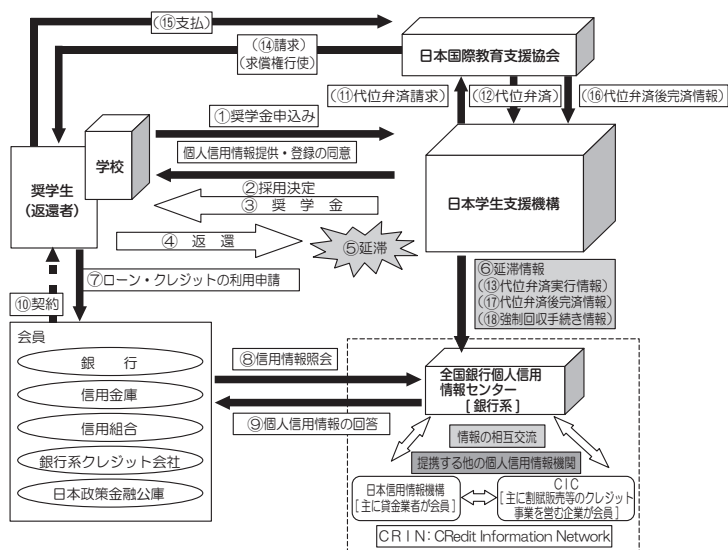 (⑮支払)
(⑭請求)
(求償権行使)
日本国際教育支援協会
(⑪代位弁済請求)
(⑫代位弁済)
(⑯代位弁済後完済情報)
①奨学金申込み
個人信用情報提供・登録の同意
学校
②採用決定
③ 奨 学 金
奨学生
(返還者)
日本学生支援機構
④ 返 還
⑤延滞
⑥延滞情報
(⑬代位弁済実行情報)
(⑰代位弁済後完済情報)
(⑱強制回収手続き情報)
⑦ローン・クレジットの利用申請
⑩契約
会員
銀 行
信用金庫
信用組合
銀行系クレジット会社
日本政策金融公庫
⑧信用情報照会
⑨個人信用情報の回答
全国銀行個人信用
情報センター
[ 銀行系 ]
情報の相互交流
提携する他の個人信用情報機関
日本信用情報機構
[ 主に貸金業者が会員 ]
C I C
[ 主に割賦販売等のクレジット
事業を営む企業が会員 ]
C R I N : CRedit Information Network